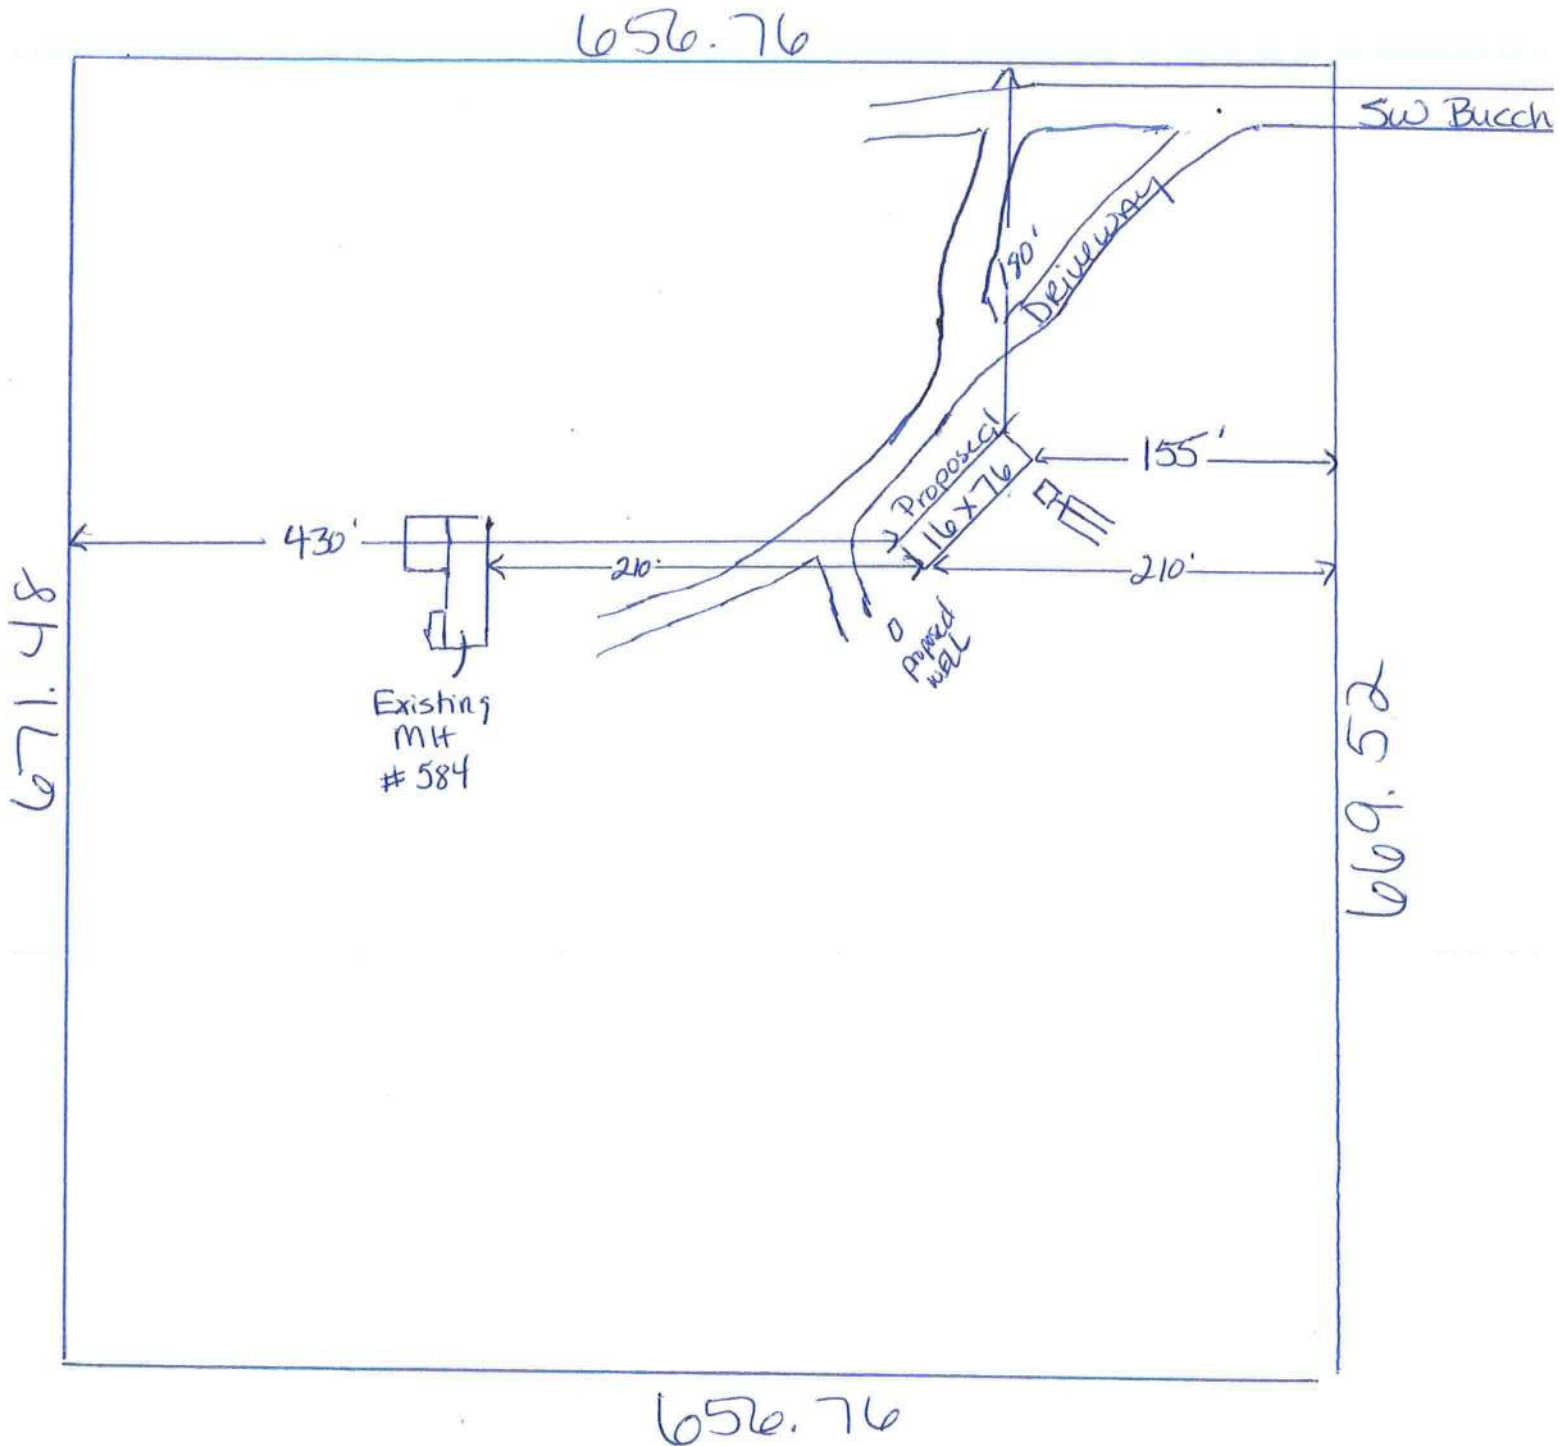 656.76
SW Bucch
180'
DRIVEWAY
Proposed
16 X 76
155'
430'
210'
210'
proposed
WELL
Existing
MH
# 584
671.48
669.52
656.76